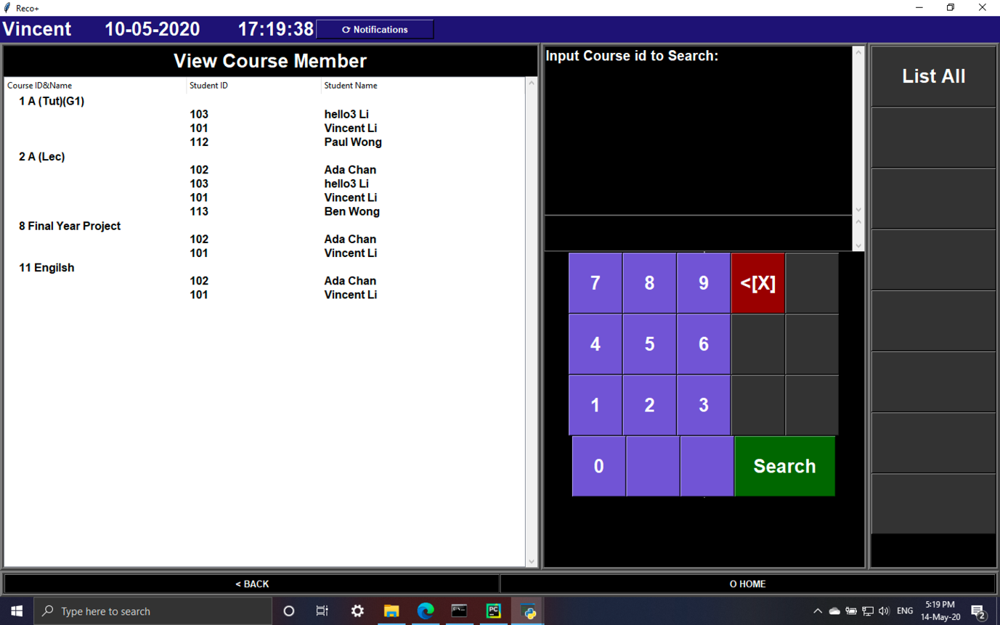 Reco+
Vincent 10-05-2020 17:19:38 ⟳ Notifications
View Course Member
Course ID&Name Student ID Student Name
1 A (Tut)(G1)
103 hello3 Li
101 Vincent Li
112 Paul Wong
2 A (Lec)
102 Ada Chan
103 hello3 Li
101 Vincent Li
113 Ben Wong
8 Final Year Project
102 Ada Chan
101 Vincent Li
11 Engilsh
102 Ada Chan
101 Vincent Li
Input Course id to Search:
7 8 9 <[X]
4 5 6
1 2 3
0 Search
List All
< BACK O HOME
Type here to search
PC
ENG
5:19 PM
14-May-20
2